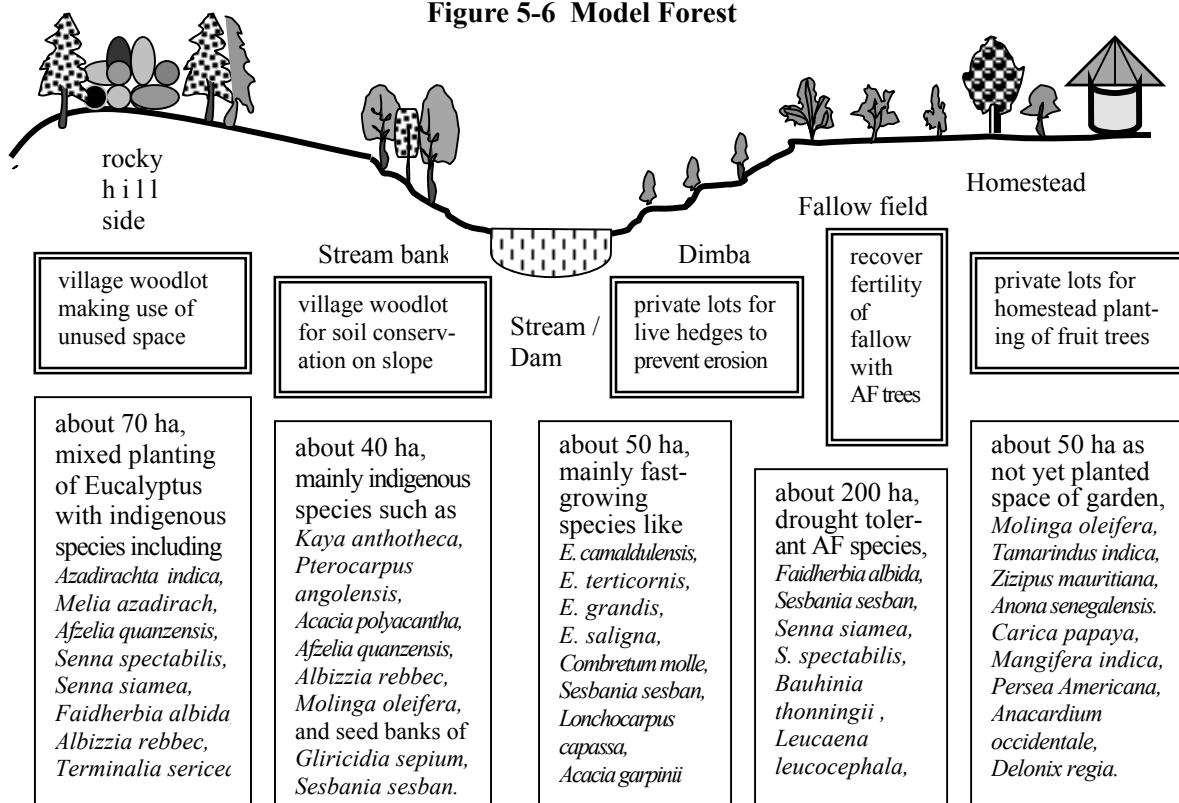 Figure 5-6 Model Forest
rocky
hill
side
Stream bank
Stream /
Dam
Dimba
Fallow field
Homestead
village woodlot
making use of
unused space
village woodlot
for soil conserv-
ation on slope
private lots for
live hedges to
prevent erosion
recover
fertility
of
fallow
with
AF trees
private lots for
homestead plant-
ing of fruit trees
about 70 ha,
mixed planting
of Eucalyptus
with indigenous
species including
Azadirachta indica,
Melia azadirach,
Afzelia quanzensis,
Senna spectabilis,
Senna siamea,
Faidherbia albida,
Albizzia rebbec,
Terminalia sericea
about 40 ha,
mainly indigenous
species such as
Kaya anthotheca,
Pterocarpus
angolensis,
Acacia polyacantha,
Afzelia quanzensis,
Albizzia rebbec,
Molinga oleifera,
and seed banks of
Gliricidia sepium,
Sesbania sesban.
about 50 ha,
mainly fast-
growing
species like
E. camaldulensis,
E. terticornis,
E. grandis,
E. saligna,
Combretum molle,
Sesbania sesban,
Lonchocarpus
capassa,
Acacia garpinii
about 200 ha,
drought toler-
ant AF species,
Faidherbia albida,
Sesbania sesban,
Senna siamea,
S. spectabilis,
Bauhinia
thonningii ,
Leucaena
leucocephala,
about 50 ha as
not yet planted
space of garden,
Molinga oleifera,
Tamarindus indica,
Zizipus mauritiana,
Anona senegalensis.
Carica papaya,
Mangifera indica,
Persea Americana,
Anacardium
occidentale,
Delonix regia.